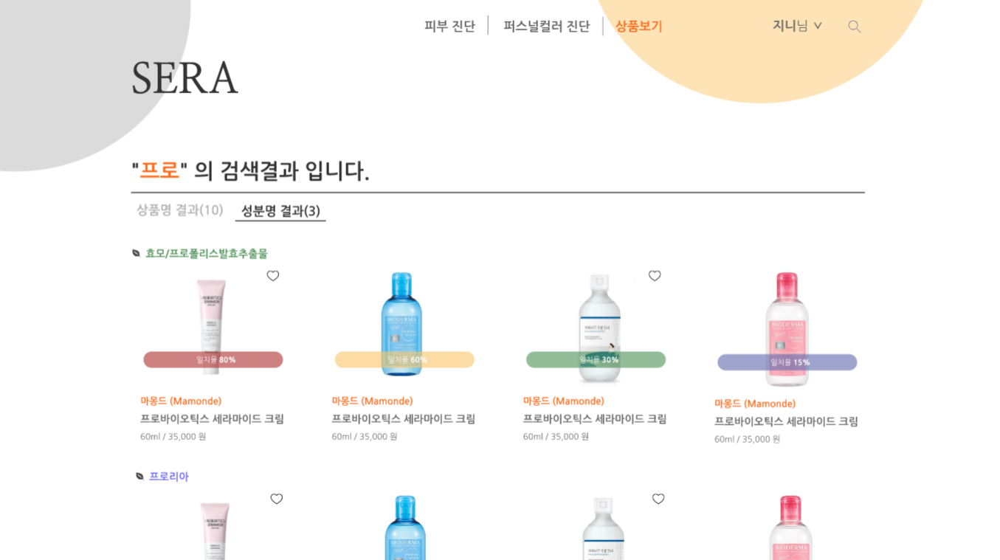 피부 진단 퍼스널컬러 진단 상품보기 지니님 ∨
SERA
"프로" 의 검색결과 입니다.
상품명 결과(10) 성분명 결과(3)
효모/프로폴리스발효추출물
PROBIOTICS
CERAMIDE
BIODERMA
BIODERMA
일치율 80% 일치율 60% 일치율 30% 일치율 15%
마몽드 (Mamonde) 마몽드 (Mamonde) 마몽드 (Mamonde) 마몽드 (Mamonde)
프로바이오틱스 세라마이드 크림 프로바이오틱스 세라마이드 크림 프로바이오틱스 세라마이드 크림 프로바이오틱스 세라마이드 크림
60ml / 35,000 원 60ml / 35,000 원 60ml / 35,000 원 60ml / 35,000 원
프로리아
PROBIOTICS
CERAMIDE
BIODERMA
BIODERMA